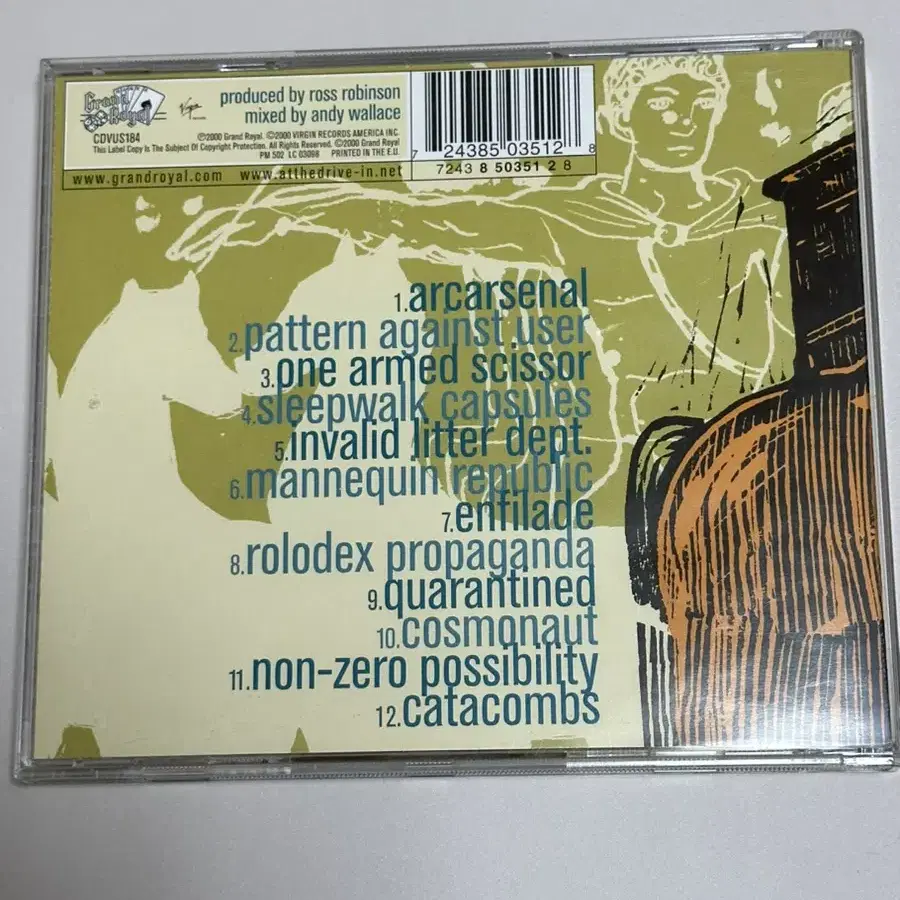 Grand
Royal
Virgin
CDVUS184
produced by ross robinson
mixed by andy wallace
℗2000 Grand Royal. ©2000 VIRGIN RECORDS AMERICA INC.
This Label Copy Is The Subject Of Copyright Protection. All Rights Reserved. ©2000 Grand Royal
PM 502 LC 03098 PRINTED IN THE E.U.
7 24385 03512 8
7243 8 50351 2 8
www.grandroyal.com www.atthedrive-in.net
1.arcarsenal
2.pattern against user
3.one armed scissor
4.sleepwalk capsules
5.invalid litter dept.
6.mannequin republic
7.enfilade
8.rolodex propaganda
9.quarantined
10.cosmonaut
11.non-zero possibility
12.catacombs